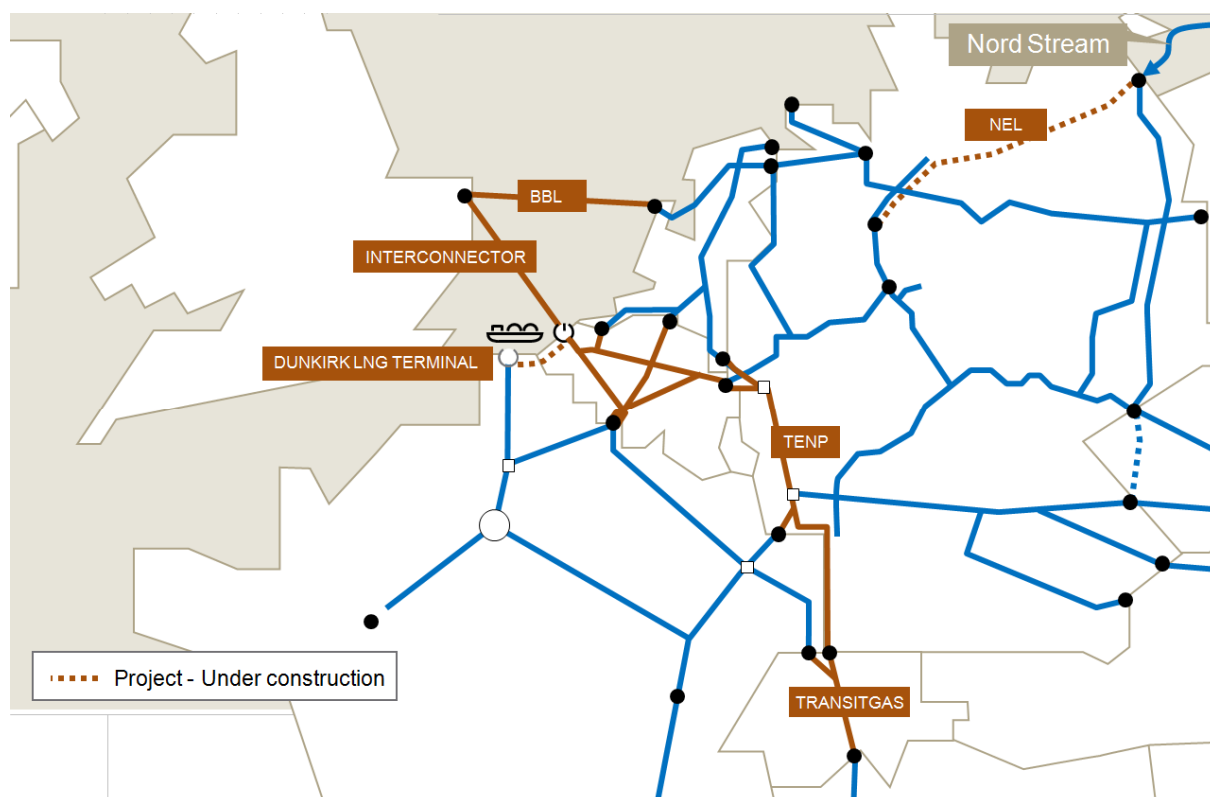 Nord Stream
NEL
BBL
INTERCONNECTOR
DUNKIRK LNG TERMINAL
TENP
Project - Under construction
TRANSITGAS